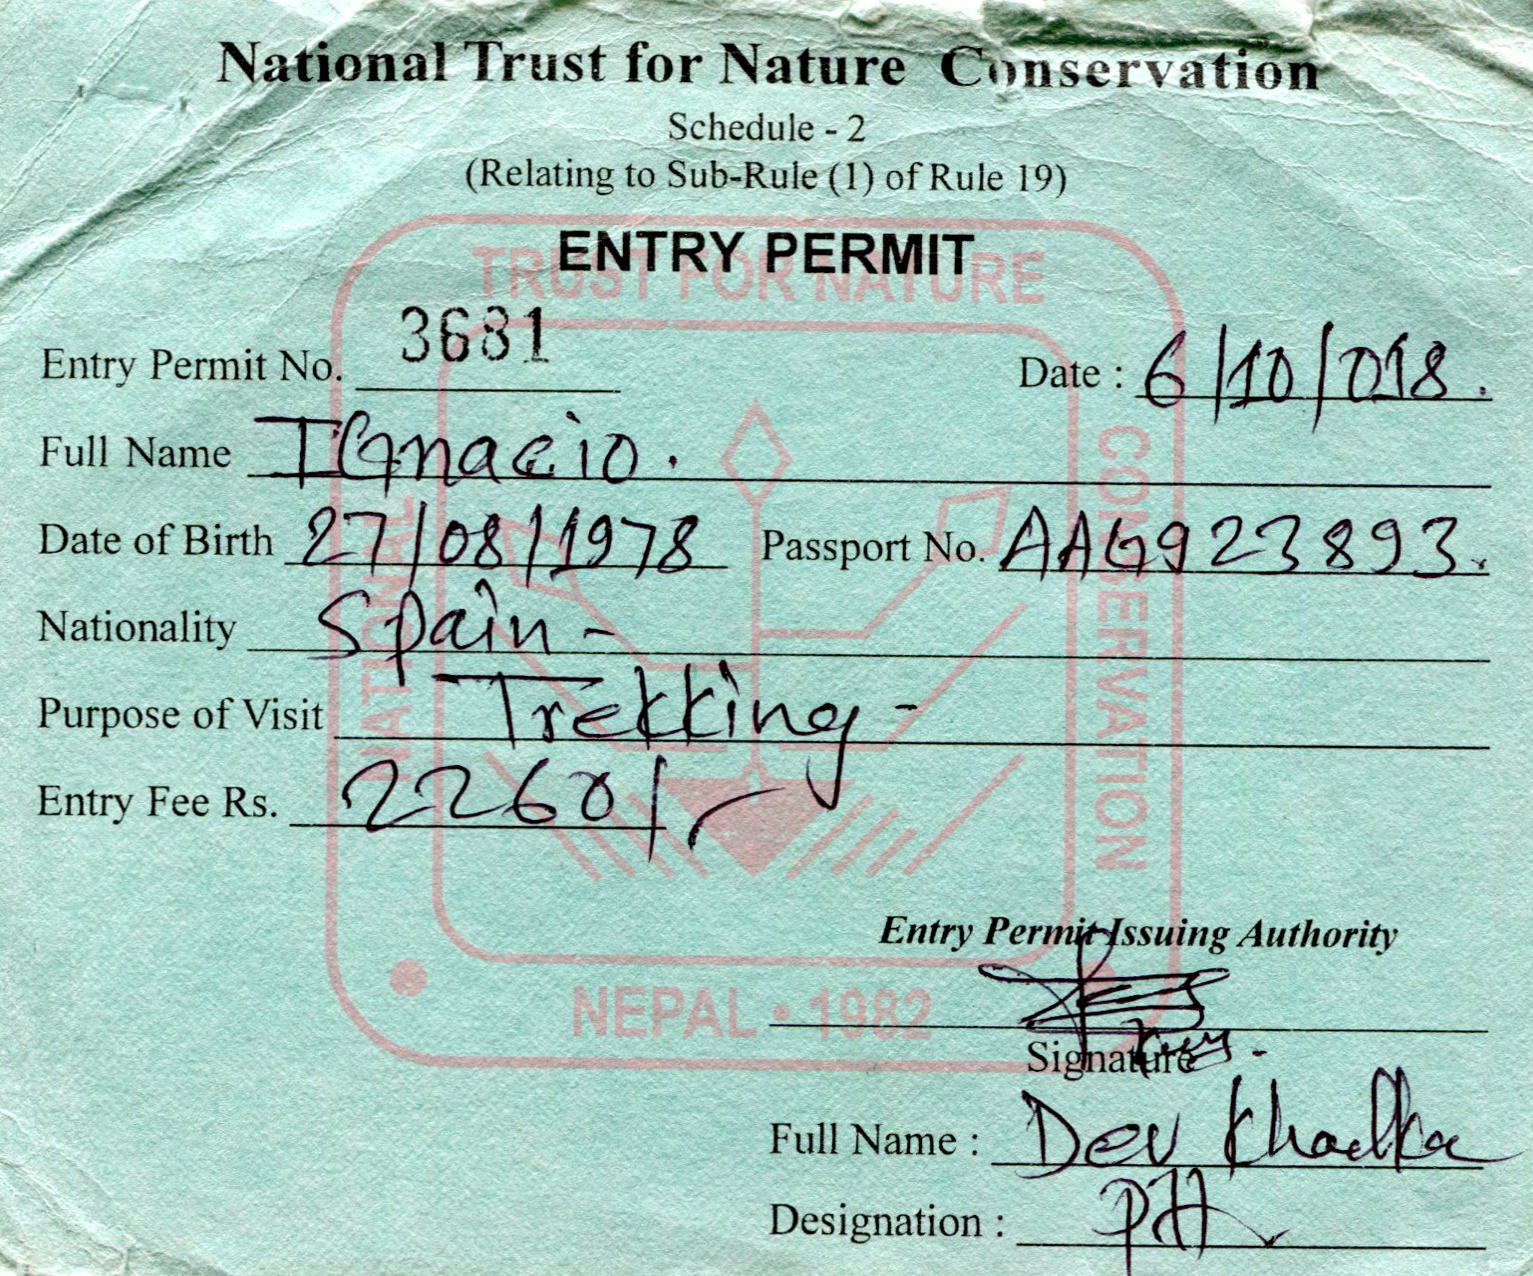 National Trust for Nature Conservation
Schedule - 2
(Relating to Sub-Rule (1) of Rule 19)
ENTRY PERMIT
Entry Permit No. 3681
Date : 6/10/018.
Full Name IGnacio.
Date of Birth 27/08/1978 Passport No. AAG923893.
Nationality Spain -
Purpose of Visit Trekking -
Entry Fee Rs. 2260/-
Entry Permit Issuing Authority
Signature
Full Name : Dev Khadka
Designation :
NATIONAL TRUST FOR NATURE CONSERVATION
NEPAL • 1982